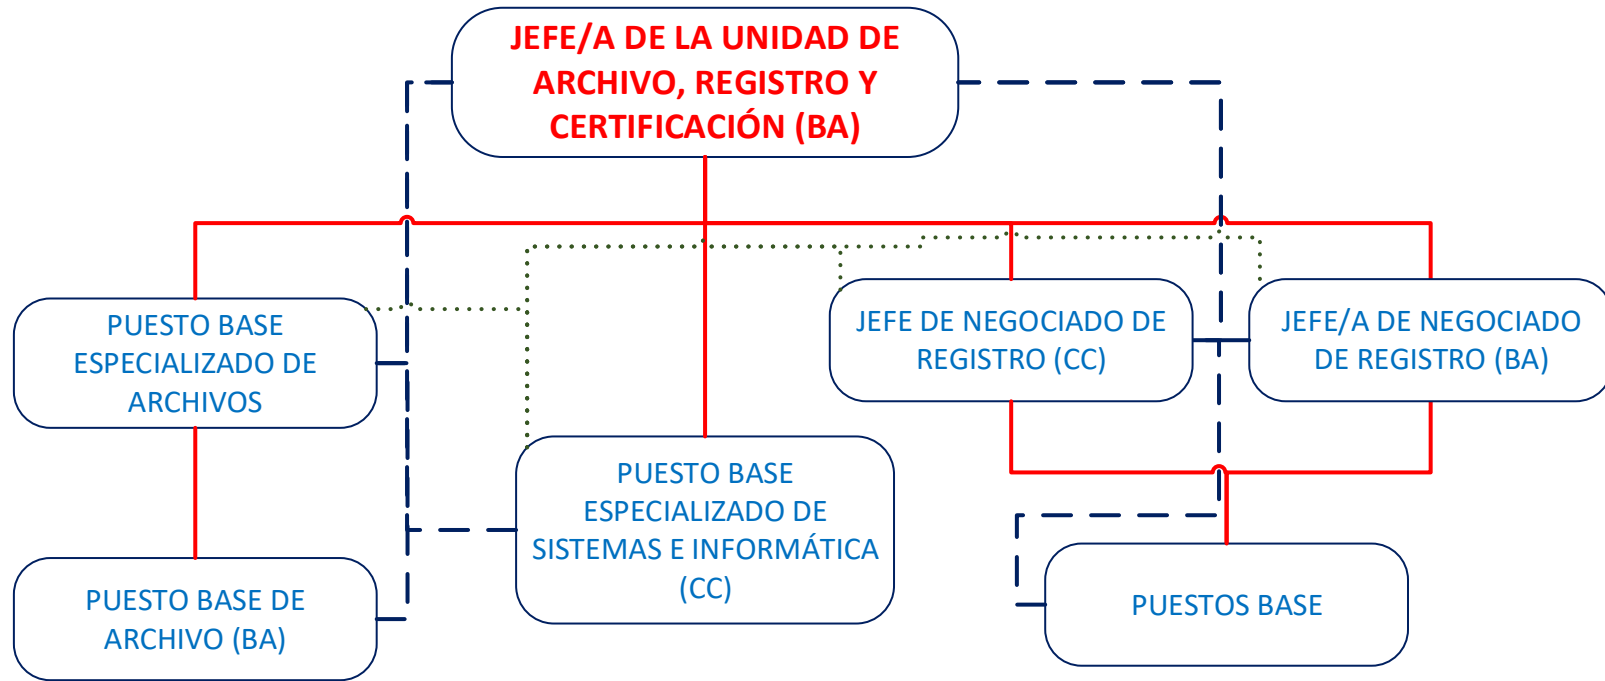 JEFE/A DE LA UNIDAD DE
ARCHIVO, REGISTRO Y
CERTIFICACIÓN (BA)
PUESTO BASE
ESPECIALIZADO DE
ARCHIVOS
JEFE DE NEGOCIADO DE
REGISTRO (CC)
JEFE/A DE NEGOCIADO
DE REGISTRO (BA)
PUESTO BASE
ESPECIALIZADO DE
SISTEMAS E INFORMÁTICA
(CC)
PUESTO BASE DE
ARCHIVO (BA)
PUESTOS BASE